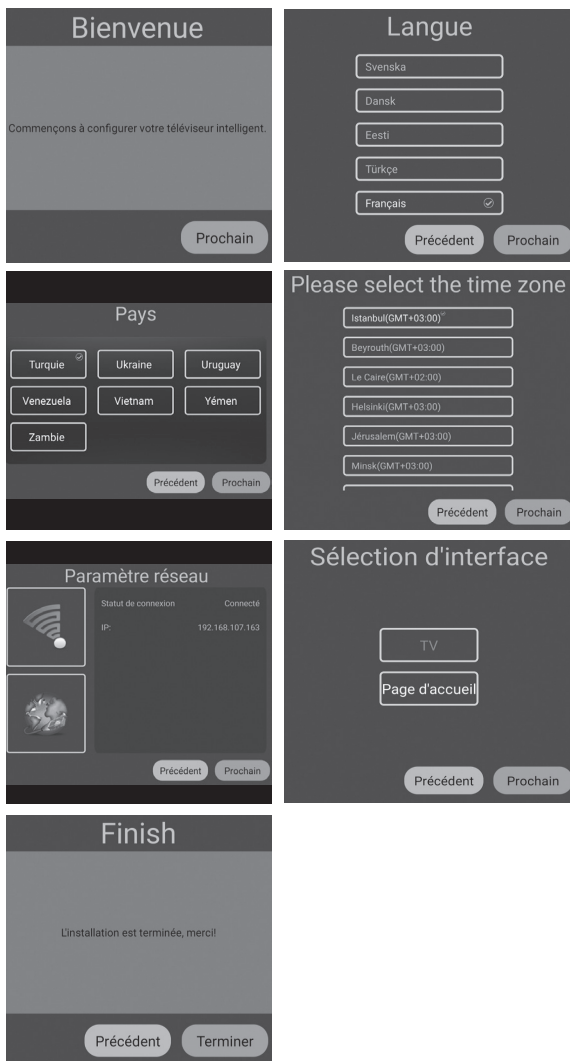 Bienvenue
Commençons à configurer votre téléviseur intelligent.
Prochain
Langue
Svenska
Dansk
Eesti
Türkçe
Français
Précédent Prochain
Pays
Turquie Ukraine Uruguay
Venezuela Vietnam Yémen
Zambie
Précédent Prochain
Please select the time zone
Istanbul(GMT+03:00)
Beyrouth(GMT+03:00)
Le Caire(GMT+02:00)
Helsinki(GMT+03:00)
Jérusalem(GMT+03:00)
Minsk(GMT+03:00)
Précédent Prochain
Paramètre réseau
Statut de connexion Connecté
IP: 192.168.107.163
Précédent Prochain
Sélection d'interface
TV
Page d'accueil
Précédent Prochain
Finish
L'installation est terminée, merci!
Précédent Terminer